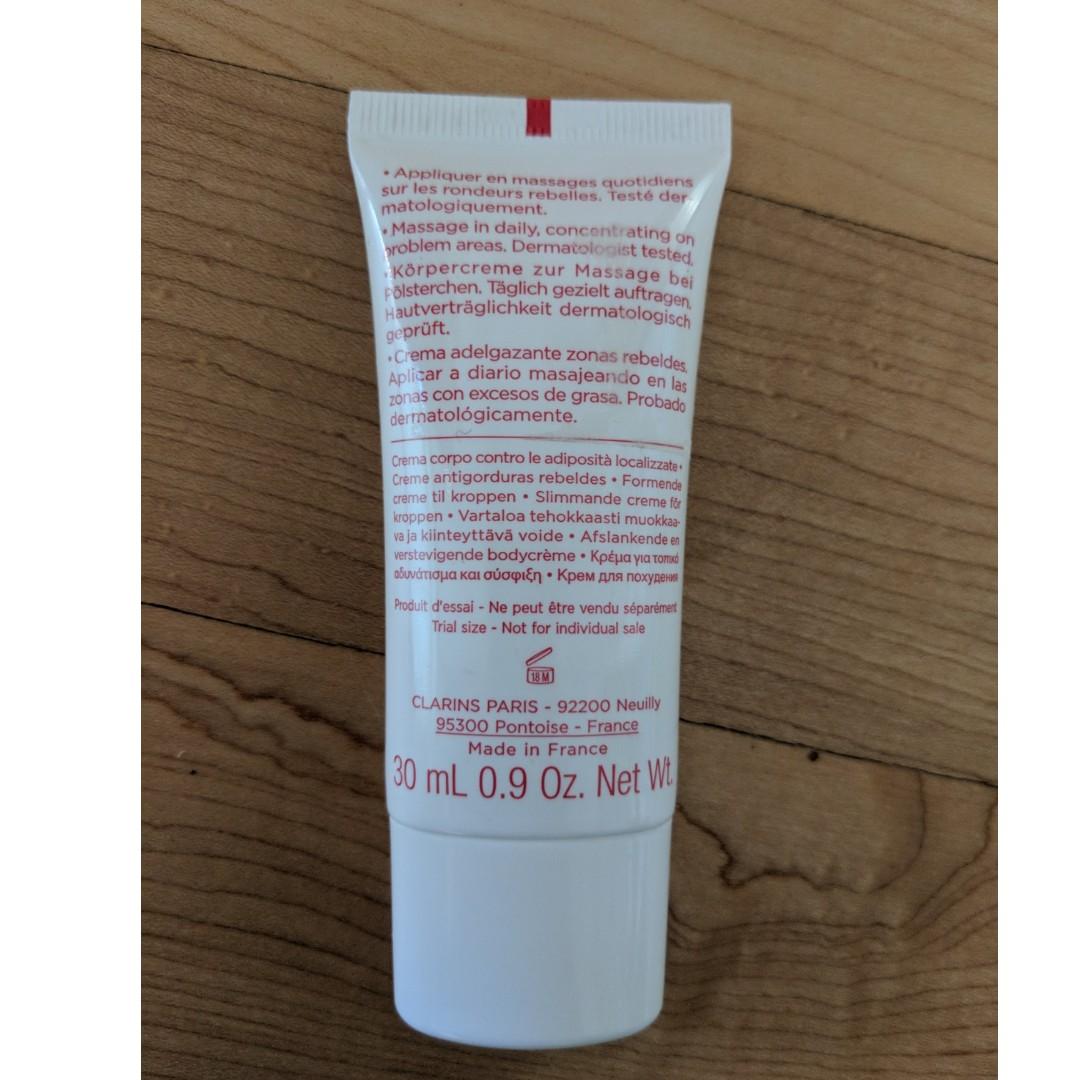 • Appliquer en massages quotidiens
sur les rondeurs rebelles. Testé der-
matologiquement.
• Massage in daily, concentrating on
problem areas. Dermatologist tested.
• Körpercreme zur Massage bei
Pölsterchen. Täglich gezielt auftragen.
Hautverträglichkeit dermatologisch
geprüft.
• Crema adelgazante zonas rebeldes.
Aplicar a diario masajeando en las
zonas con excesos de grasa. Probado
dermatológicamente.
Crema corpo contro le adiposità localizzate •
Creme antigorduras rebeldes • Formende
creme til kroppen • Slimmande creme för
kroppen • Vartaloa tehokkaasti muokkaa-
va ja kiinteyttävä voide • Afslankende en
verstevigende bodycrème • Κρέμα για τοπικό
αδυνάτισμα και σύσφιξη • Крем для похудения
Produit d'essai - Ne peut être vendu séparément
Trial size - Not for individual sale
18 M
CLARINS PARIS - 92200 Neuilly
95300 Pontoise - France
Made in France
30 mL 0.9 Oz. Net Wt.